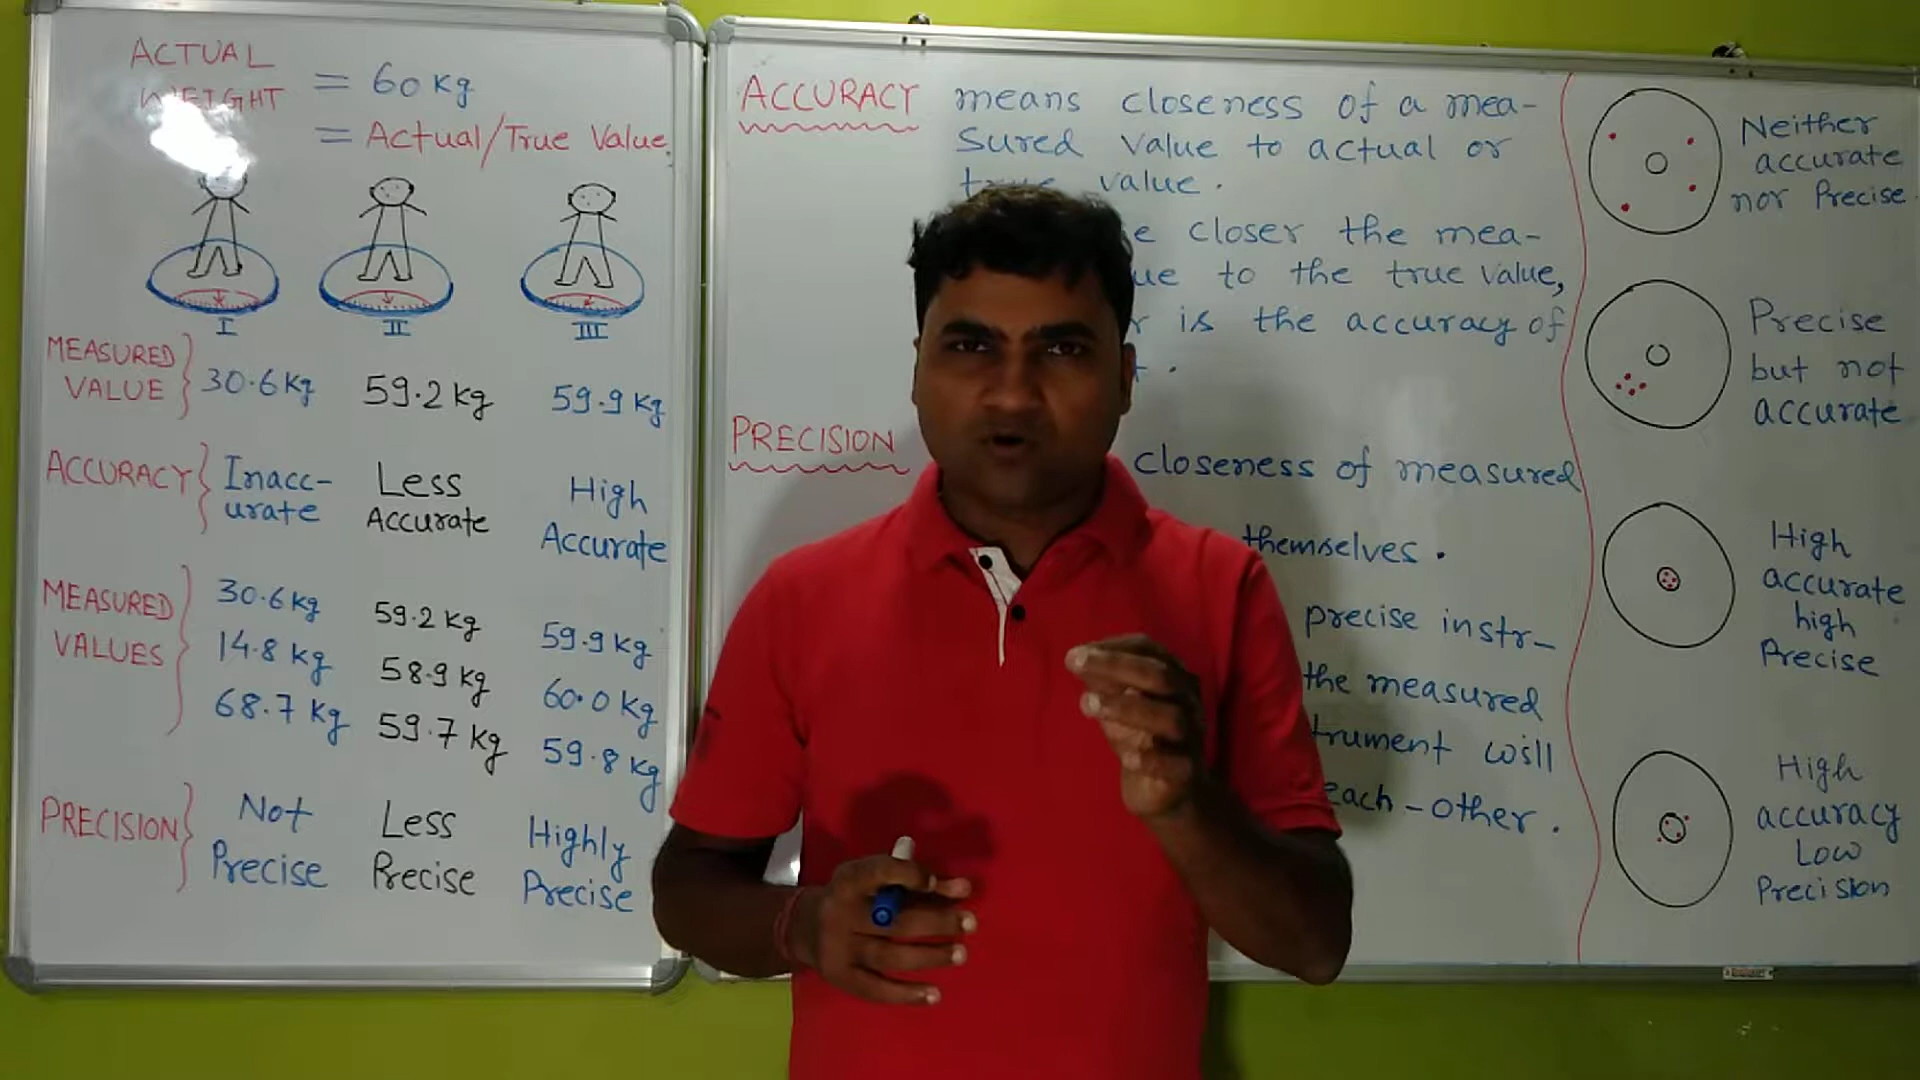 ACTUAL
WEIGHT = 60 Kg
= Actual/True Value
I II III
MEASURED
VALUE } 30.6 Kg 59.2 kg 59.9 Kg
ACCURACY } Inacc-
urate
Less
Accurate
High
Accurate
MEASURED
VALUES }
30.6 Kg
14.8 Kg
68.7 Kg
59.2 Kg
58.9 Kg
59.7 Kg
59.9 Kg
60.0 Kg
59.8 Kg
PRECISION } Not
Precise
Less
Precise
Highly
Precise
ACCURACY means closeness of a mea-
sured value to actual or
true value.
closer the mea-
to the true value,
is the accuracy of
PRECISION closeness of measured
themselves.
precise instr-
the measured
will
each-other.
Neither
accurate
nor Precise
Precise
but not
accurate
High
accurate
high
Precise
High
accuracy
Low
Precision